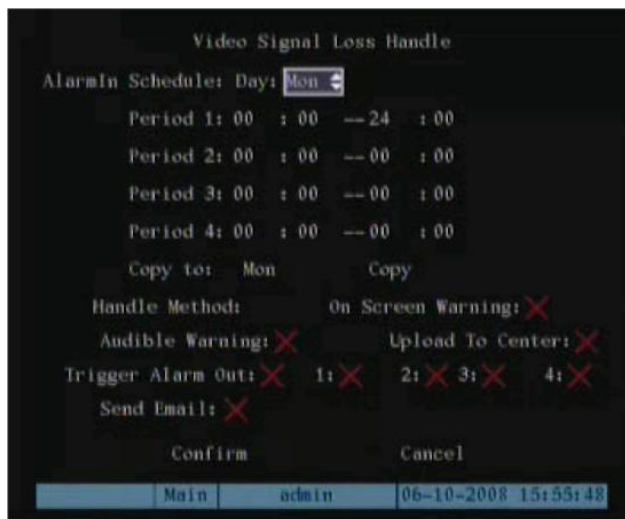 Video Signal Loss Handle
AlarmIn Schedule: Day: Mon
Period 1: 00 : 00 --24 : 00
Period 2: 00 : 00 --00 : 00
Period 3: 00 : 00 --00 : 00
Period 4: 00 : 00 --00 : 00
Copy to: Mon Copy
Handle Method: On Screen Warning:
Audible Warning: Upload To Center:
Trigger Alarm Out: 1: 2: 3: 4:
Send Email:
Confirm Cancel
Main admin 06-10-2008 15:55:48